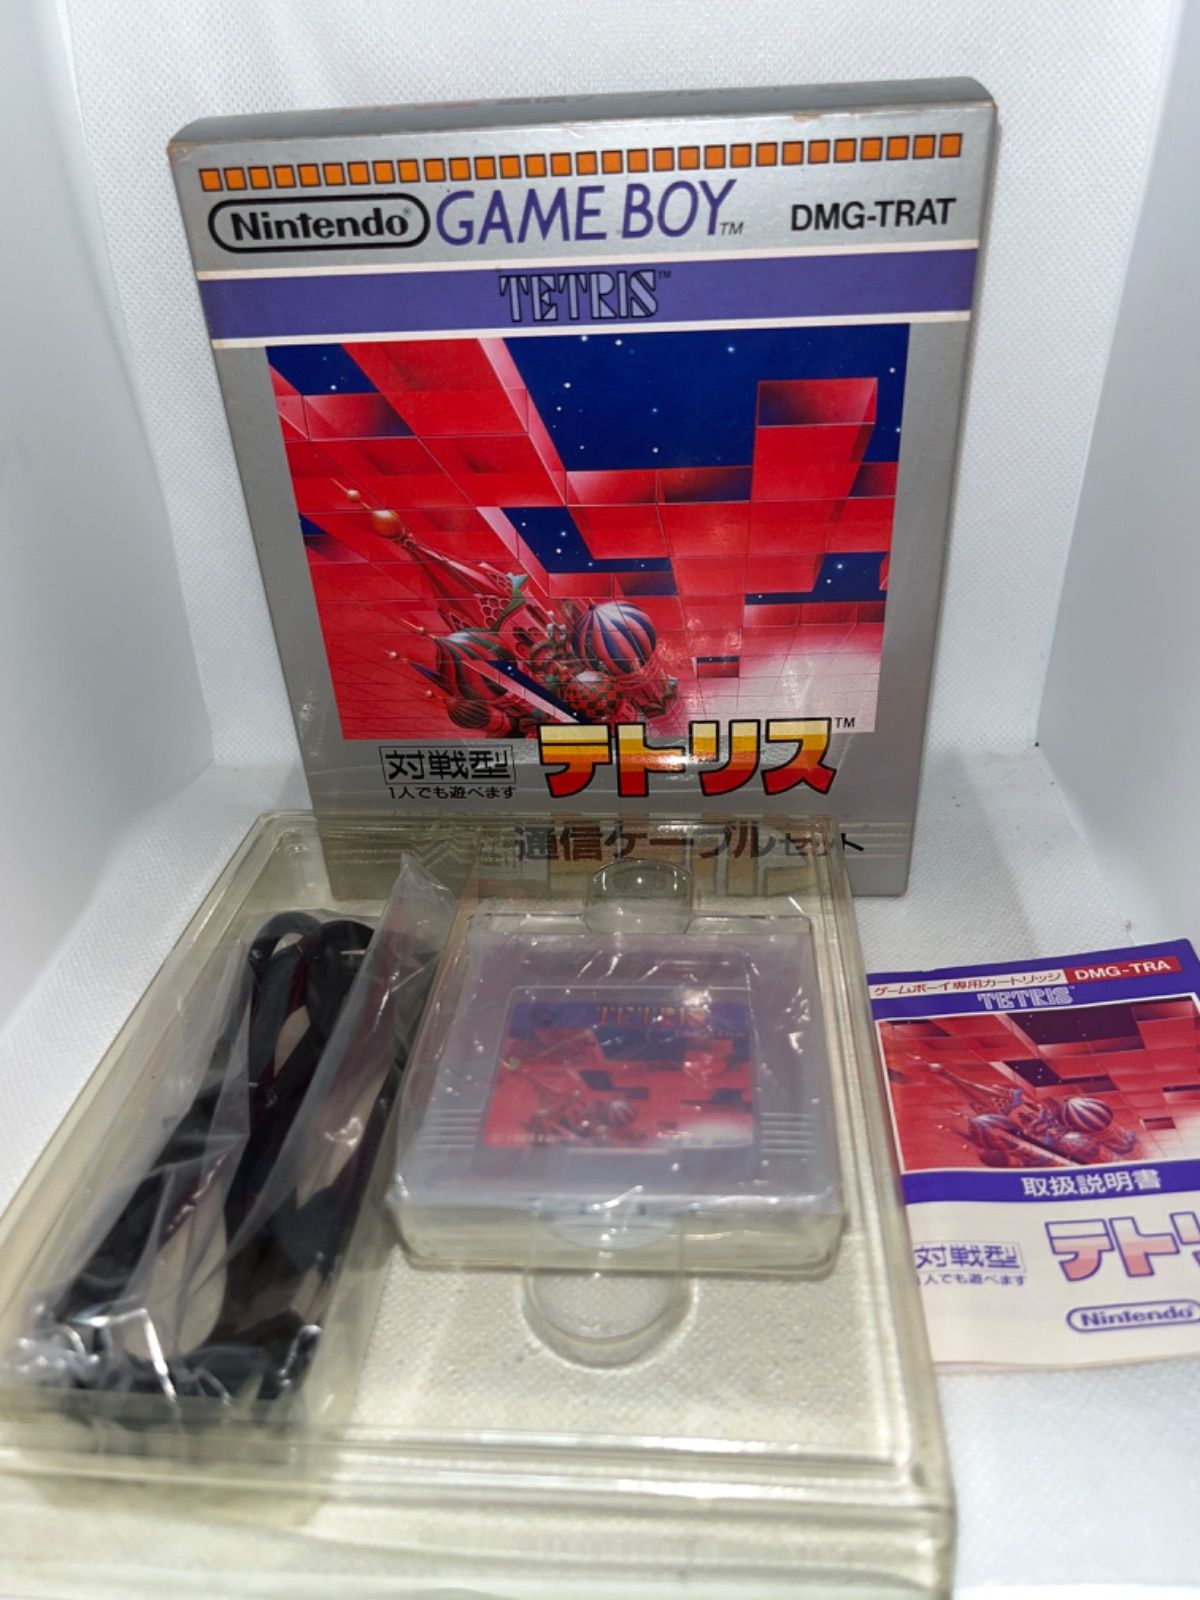 Nintendo® GAME BOY™ DMG-TRAT
TETRIS™
対戦型 テトリス™
1人でも遊べます
通信ケーブルセット
TETRIS
ゲームボーイ専用カートリッジ DMG-TRA
TETRIS™
取扱説明書
対戦型 テトリ
1人でも遊べます
Nintendo®